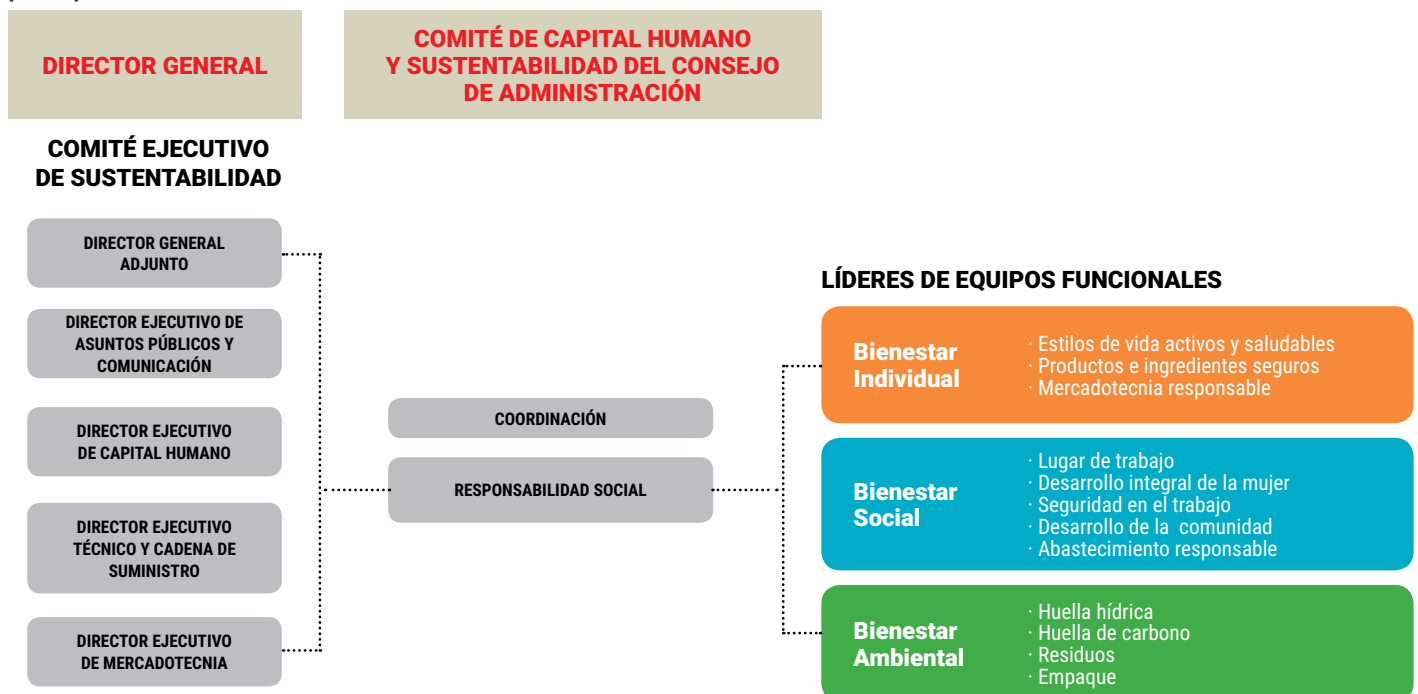 DIRECTOR GENERAL
COMITÉ DE CAPITAL HUMANO
Y SUSTENTABILIDAD DEL CONSEJO
DE ADMINISTRACIÓN
COMITÉ EJECUTIVO
DE SUSTENTABILIDAD
DIRECTOR GENERAL
ADJUNTO
DIRECTOR EJECUTIVO DE
ASUNTOS PÚBLICOS Y
COMUNICACIÓN
DIRECTOR EJECUTIVO
DE CAPITAL HUMANO
DIRECTOR EJECUTIVO
TÉCNICO Y CADENA DE
SUMINISTRO
DIRECTOR EJECUTIVO
DE MERCADOTECNIA
COORDINACIÓN
RESPONSABILIDAD SOCIAL
LÍDERES DE EQUIPOS FUNCIONALES
Bienestar
Individual
· Estilos de vida activos y saludables
· Productos e ingredientes seguros
· Mercadotecnia responsable
Bienestar
Social
· Lugar de trabajo
· Desarrollo integral de la mujer
· Seguridad en el trabajo
· Desarrollo de la comunidad
· Abastecimiento responsable
Bienestar
Ambiental
· Huella hídrica
· Huella de carbono
· Residuos
· Empaque